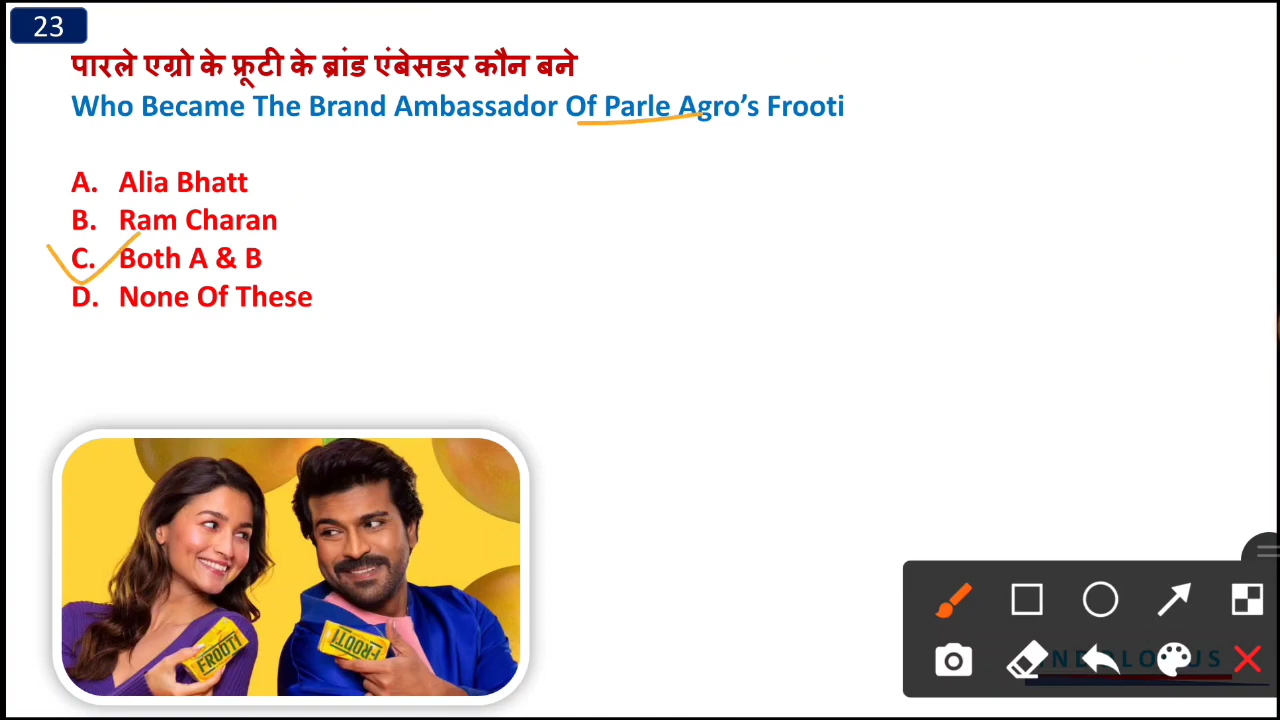 23
पारले एग्रो के फ्रूटी के ब्रांड एंबेसडर कौन बने
Who Became The Brand Ambassador Of Parle Agro’s Frooti
A. Alia Bhatt
B. Ram Charan
C. Both A & B
D. None Of These
FROOTI
FROOTI